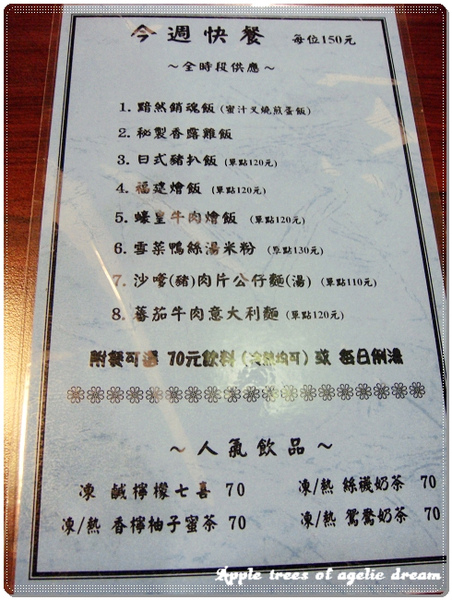 今週快餐 每位150元
～全時段供應～
1. 黯然銷魂飯(蜜汁叉燒煎蛋飯)
2. 秘製香露雞飯
3. 日式豬扒飯 (單點120元)
4. 福建燴飯 (單點120元)
5. 蠔皇牛肉燴飯 (單點120元)
6. 雪菜鴨絲湯米粉 (單點130元)
7. 沙嗲(豬)肉片公仔麵(湯) (單點110元)
8. 蕃茄牛肉意大利麵 (單點120元)
附餐可選 70元飲料 (冷熱均可) 或 每日例湯
～人氣飲品～
凍 鹹檸檬七喜 70 凍/熱 絲襪奶茶 70
凍/熱 香檸柚子蜜茶 70 凍/熱 鴛鴦奶茶 70
Apple trees of agelie dream